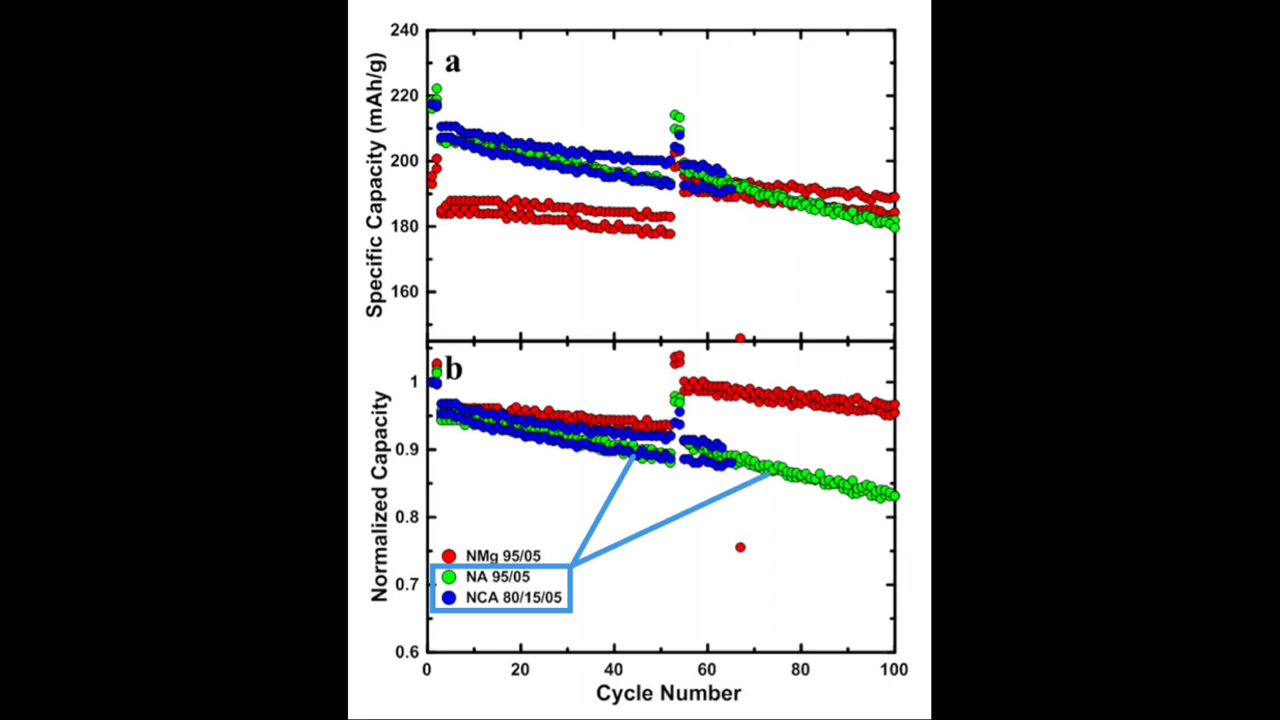 240
a
220
200
180
160
Specific Capacity (mAh/g)
b
1
0.9
0.8
0.7
0.6
Normalized Capacity
NMg 95/05
NA 95/05
NCA 80/15/05
0 20 40 60 80 100
Cycle Number